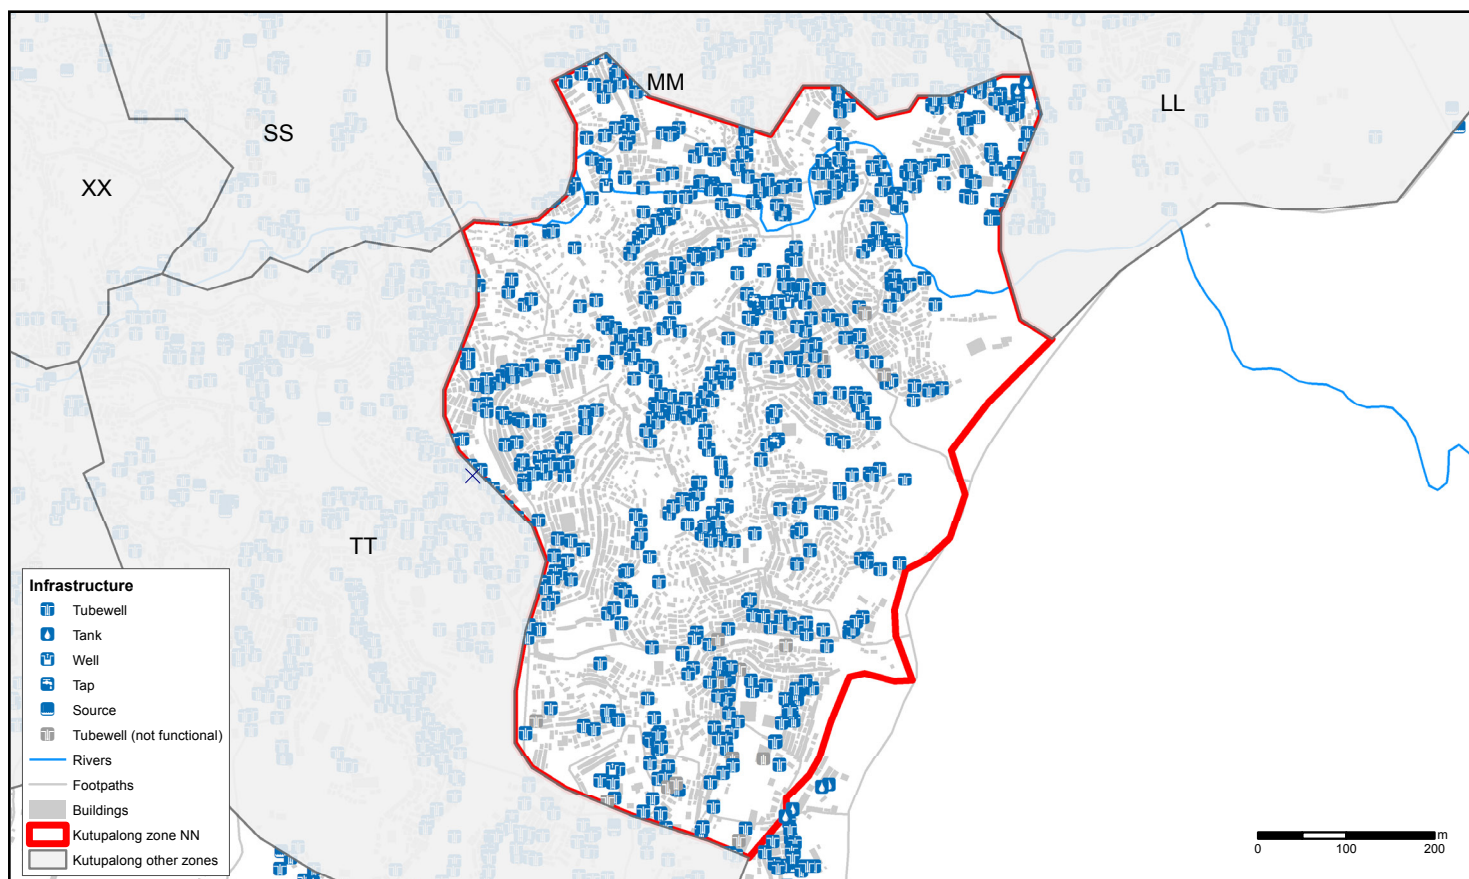 MM
LL
SS
XX
TT
Infrastructure
Tubewell
Tank
Well
Tap
Source
Tubewell (not functional)
Rivers
Footpaths
Buildings
Kutupalong zone NN
Kutupalong other zones
m
0 100 200